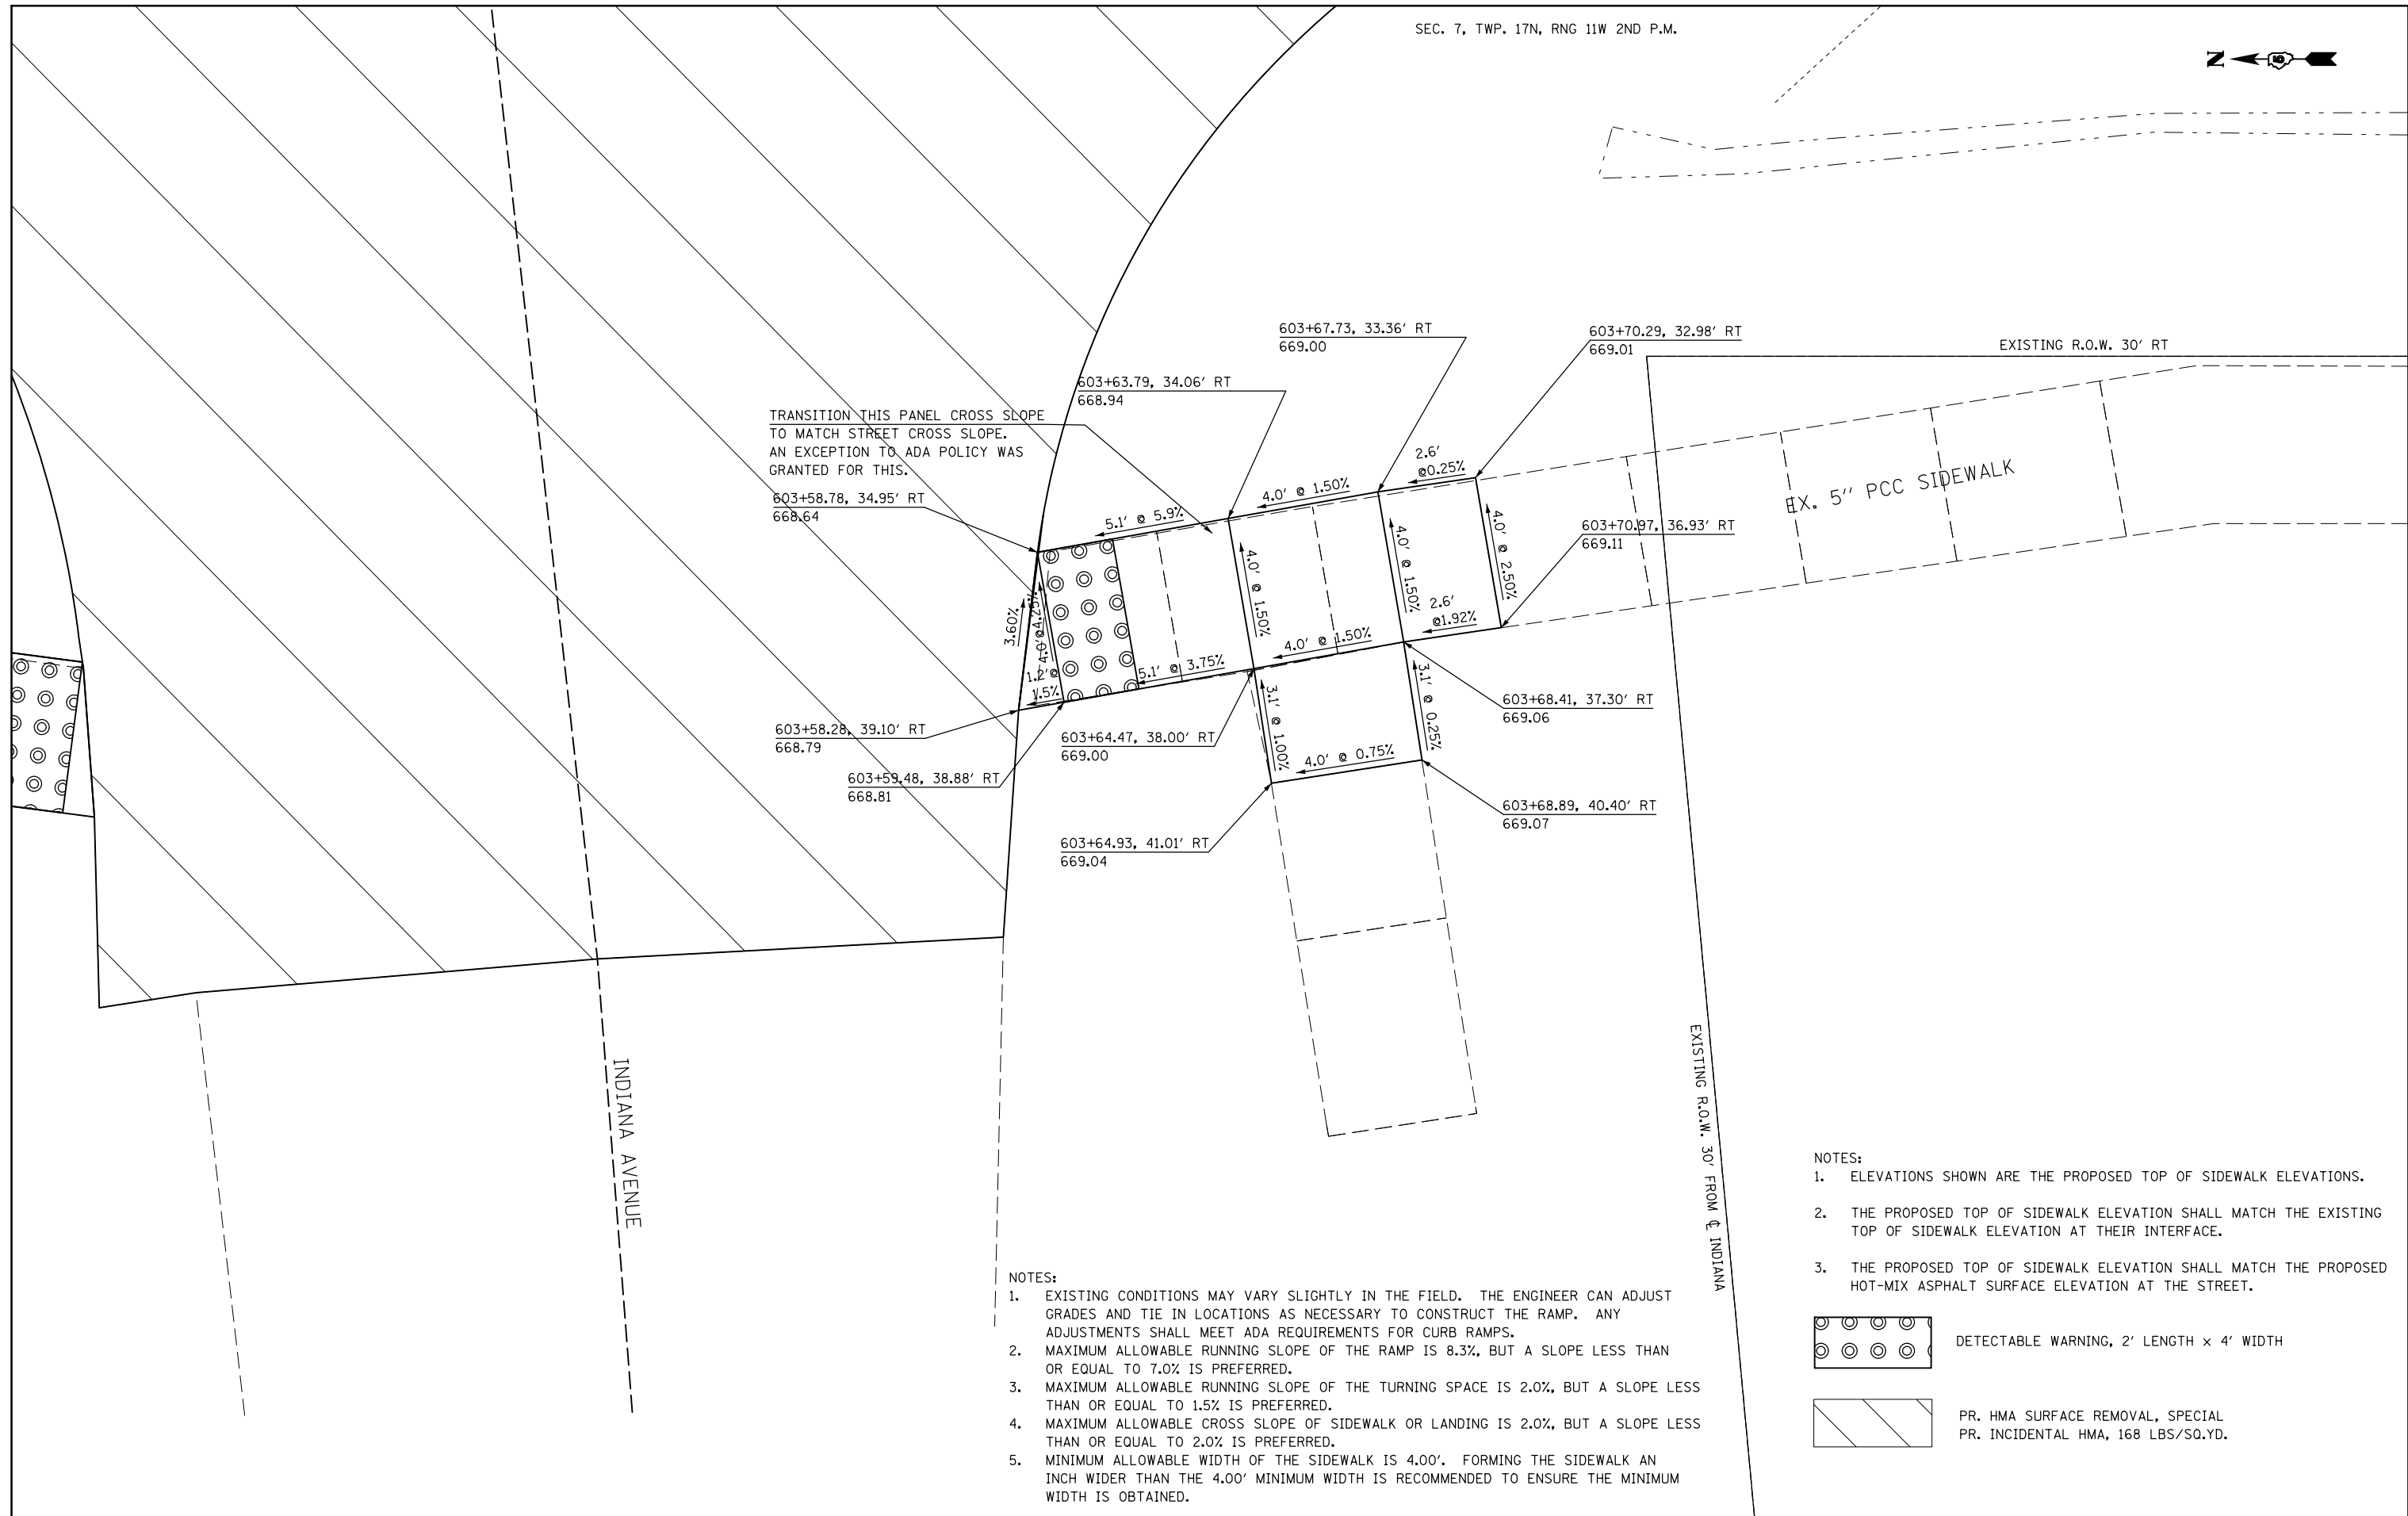 SEC. 7, TWP. 17N, RNG 11W 2ND P.M.
N
603+67.73, 33.36' RT
669.00
603+70.29, 32.98' RT
669.01
EXISTING R.O.W. 30' RT
603+63.79, 34.06' RT
668.94
TRANSITION THIS PANEL CROSS SLOPE
TO MATCH STREET CROSS SLOPE.
AN EXCEPTION TO ADA POLICY WAS
GRANTED FOR THIS.
603+58.78, 34.95' RT
668.64
2.6'
@0.25%
4.0' @ 1.50%
5.1' @ 5.9%
EX. 5" PCC SIDEWALK
603+70.97, 36.93' RT
669.11
4.0' @ 2.50%
4.0' @ 1.50%
4.0' @ 1.50%
2.6'
@1.92%
4.0' @ 1.50%
5.1' @ 3.75%
3.60%
4.0' @ 4.25%
1.2' @
1.5%
3.1' @ 0.25%
3.1' @ 1.00%
4.0' @ 0.75%
603+58.28, 39.10' RT
668.79
603+59.48, 38.88' RT
668.81
603+64.47, 38.00' RT
669.00
603+68.41, 37.30' RT
669.06
603+68.89, 40.40' RT
669.07
603+64.93, 41.01' RT
669.04
INDIANA AVENUE
EXISTING R.O.W. 30' FROM ℄ INDIANA
NOTES:
1. EXISTING CONDITIONS MAY VARY SLIGHTLY IN THE FIELD. THE ENGINEER CAN ADJUST
GRADES AND TIE IN LOCATIONS AS NECESSARY TO CONSTRUCT THE RAMP. ANY
ADJUSTMENTS SHALL MEET ADA REQUIREMENTS FOR CURB RAMPS.
2. MAXIMUM ALLOWABLE RUNNING SLOPE OF THE RAMP IS 8.3%, BUT A SLOPE LESS THAN
OR EQUAL TO 7.0% IS PREFERRED.
3. MAXIMUM ALLOWABLE RUNNING SLOPE OF THE TURNING SPACE IS 2.0%, BUT A SLOPE LESS
THAN OR EQUAL TO 1.5% IS PREFERRED.
4. MAXIMUM ALLOWABLE CROSS SLOPE OF SIDEWALK OR LANDING IS 2.0%, BUT A SLOPE LESS
THAN OR EQUAL TO 2.0% IS PREFERRED.
5. MINIMUM ALLOWABLE WIDTH OF THE SIDEWALK IS 4.00'. FORMING THE SIDEWALK AN
INCH WIDER THAN THE 4.00' MINIMUM WIDTH IS RECOMMENDED TO ENSURE THE MINIMUM
WIDTH IS OBTAINED.
NOTES:
1. ELEVATIONS SHOWN ARE THE PROPOSED TOP OF SIDEWALK ELEVATIONS.
2. THE PROPOSED TOP OF SIDEWALK ELEVATION SHALL MATCH THE EXISTING
TOP OF SIDEWALK ELEVATION AT THEIR INTERFACE.
3. THE PROPOSED TOP OF SIDEWALK ELEVATION SHALL MATCH THE PROPOSED
HOT-MIX ASPHALT SURFACE ELEVATION AT THE STREET.
DETECTABLE WARNING, 2' LENGTH x 4' WIDTH
PR. HMA SURFACE REMOVAL, SPECIAL
PR. INCIDENTAL HMA, 168 LBS/SQ.YD.